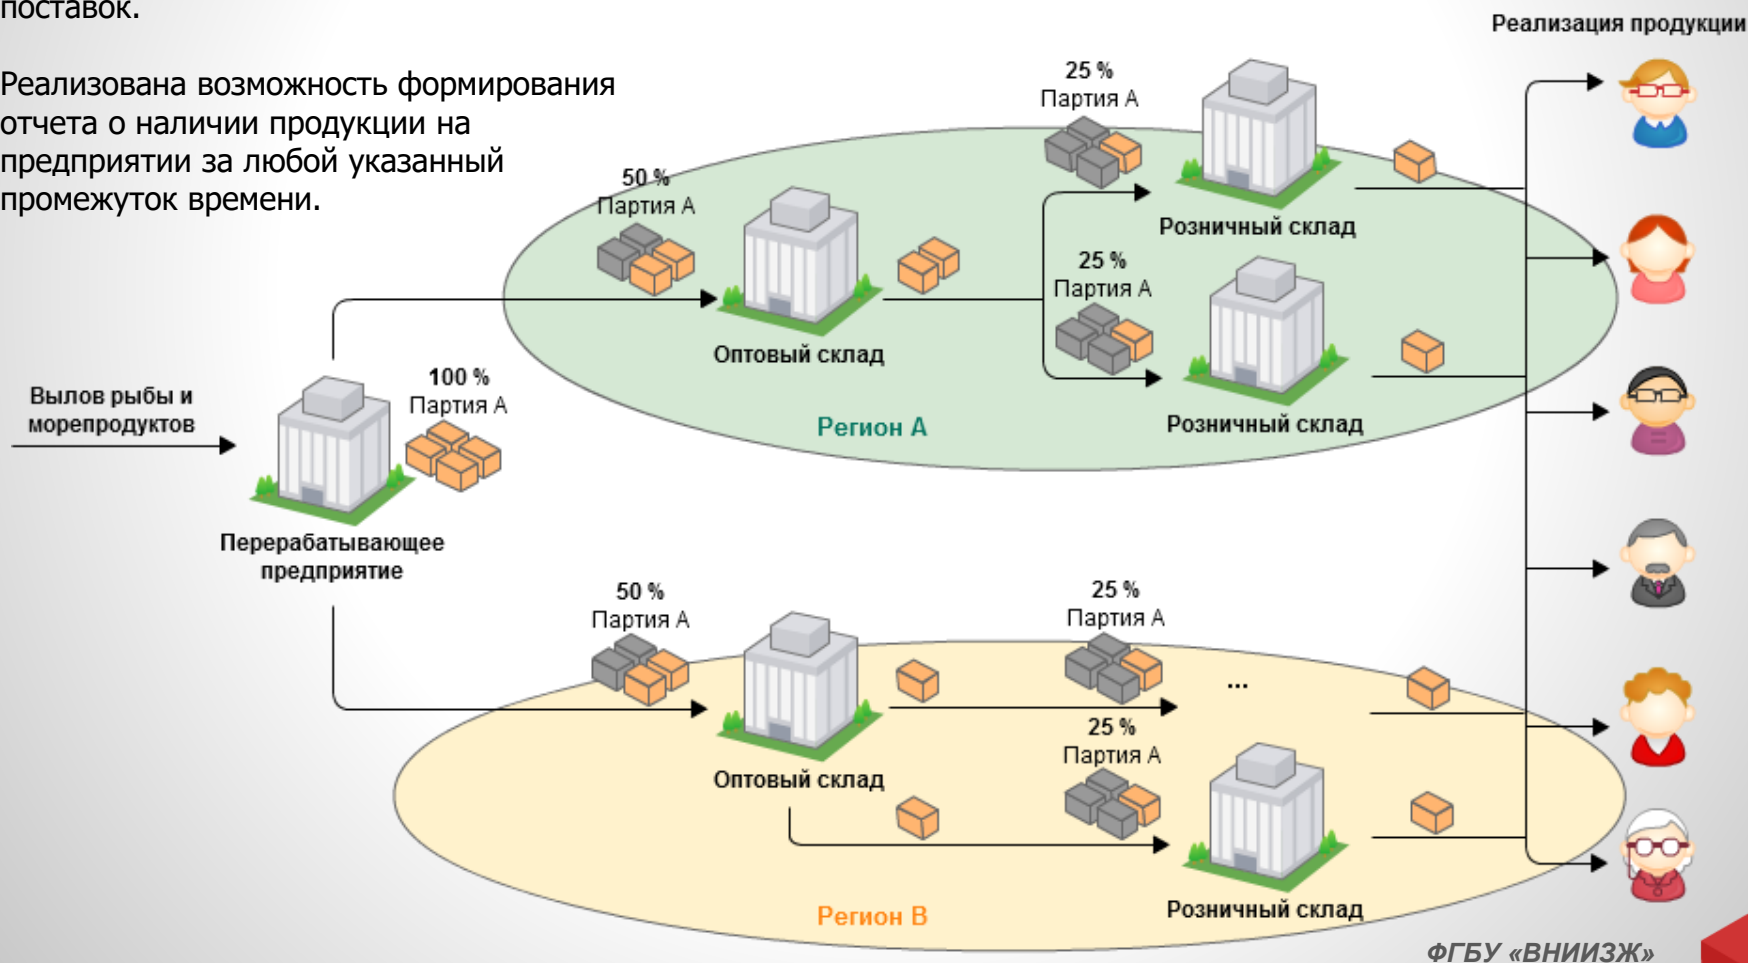 поставок.
Реализована возможность формирования
отчета о наличии продукции на
предприятии за любой указанный
промежуток времени.
Реализация продукции
25 %
Партия А
50 %
Партия А
Розничный склад
25 %
Партия А
Оптовый склад
Розничный склад
Регион А
Вылов рыбы и
морепродуктов
100 %
Партия А
Перерабатывающее
предприятие
50 %
Партия А
25 %
Партия А
...
25 %
Партия А
Оптовый склад
Розничный склад
Регион В
ФГБУ «ВНИИЗЖ»